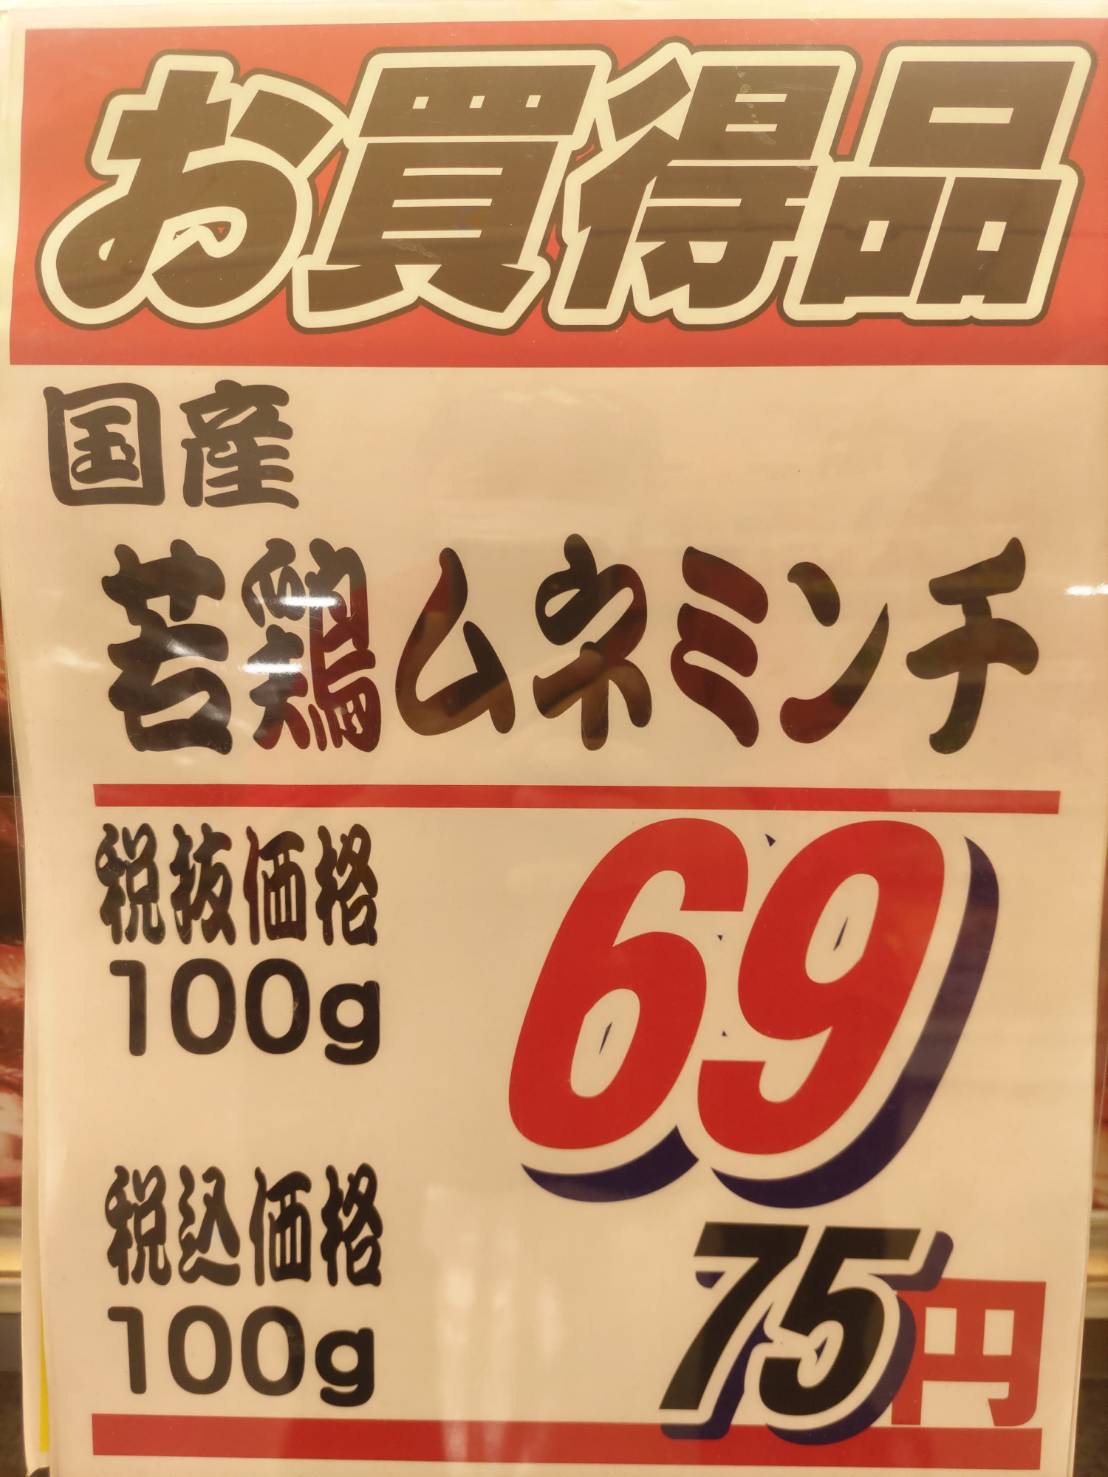 お買得品
国産
若鶏ムネミンチ
税抜価格
100g
69
税込価格
100g
75円